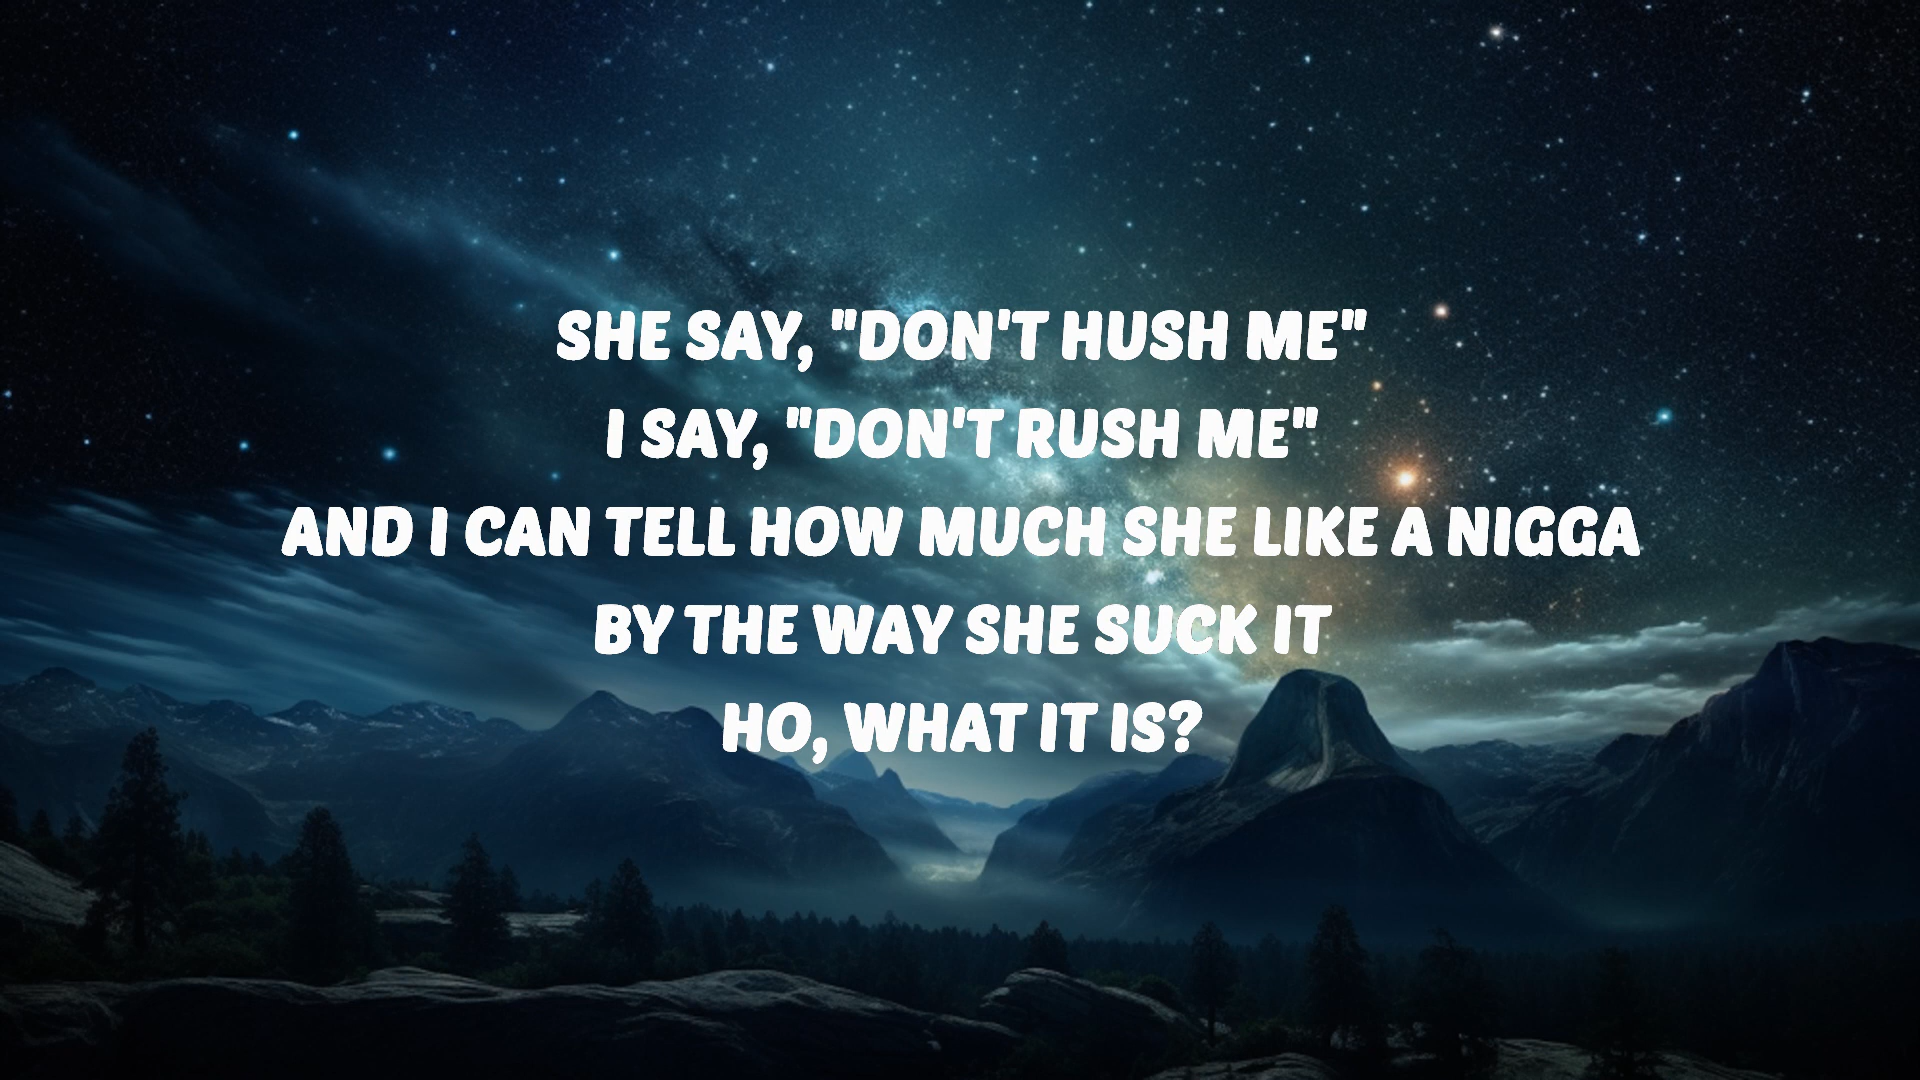 SHE SAY, "DON'T HUSH ME"
I SAY, "DON'T RUSH ME"
AND I CAN TELL HOW MUCH SHE LIKE A NIGGA
BY THE WAY SHE SUCK IT
HO, WHAT IT IS?